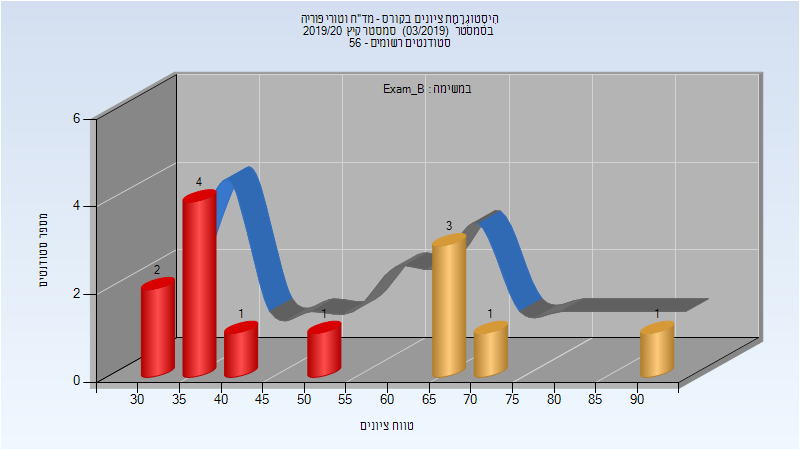 היסטוגרמת ציונים בקורס - מד"ח וטורי פוריה
בסמסטר (03/2019) סמסטר קיץ 2019/20
סטודנטים רשומים - 56
במשימה : Exam_B
מספר סטודנטים
6
4
2
0
2
4
1
1
3
1
1
30 35 40 45 50 55 60 65 70 75 80 85 90
טווח ציונים